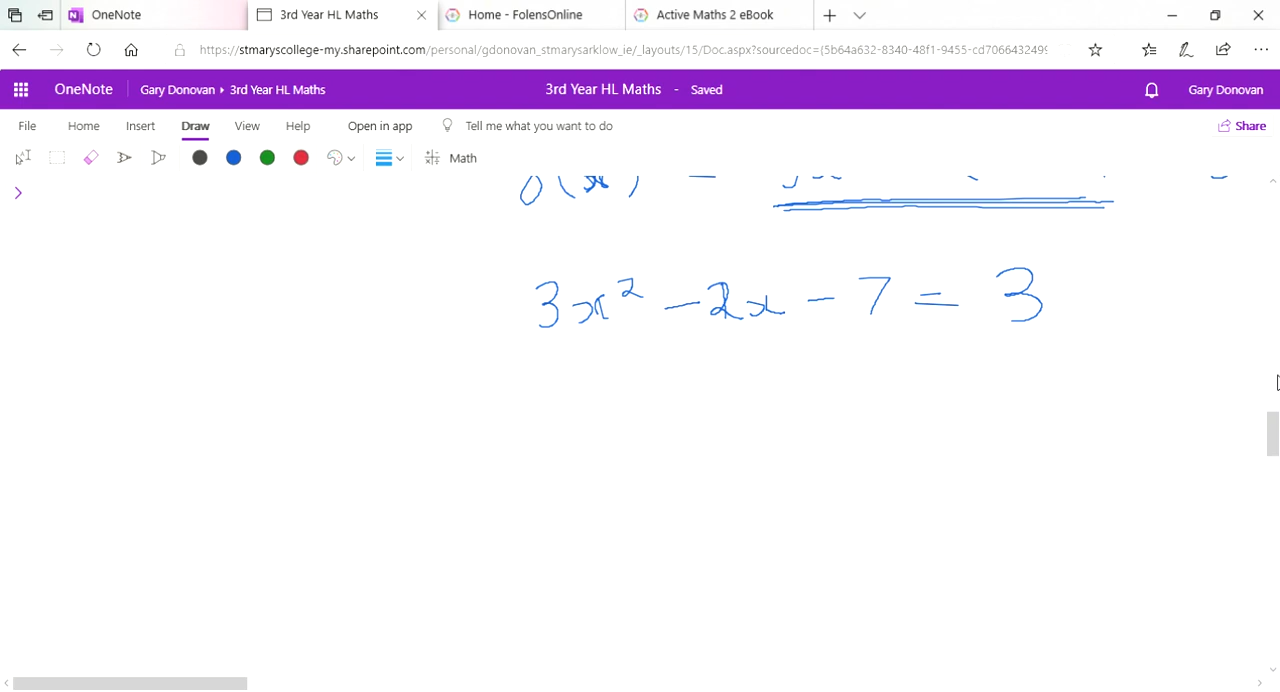 OneNote 3rd Year HL Maths Home - FolensOnline Active Maths 2 eBook
https://stmaryscollege-my.sharepoint.com/personal/gdonovan_stmarysarklow_ie/_layouts/15/Doc.aspx?sourcedoc={5b64a632-8340-48f1-9455-cd7066432499
OneNote Gary Donovan › 3rd Year HL Maths 3rd Year HL Maths - Saved Gary Donovan
File Home Insert Draw View Help Open in app Tell me what you want to do Share
Math
3x² - 2x - 7 = 3